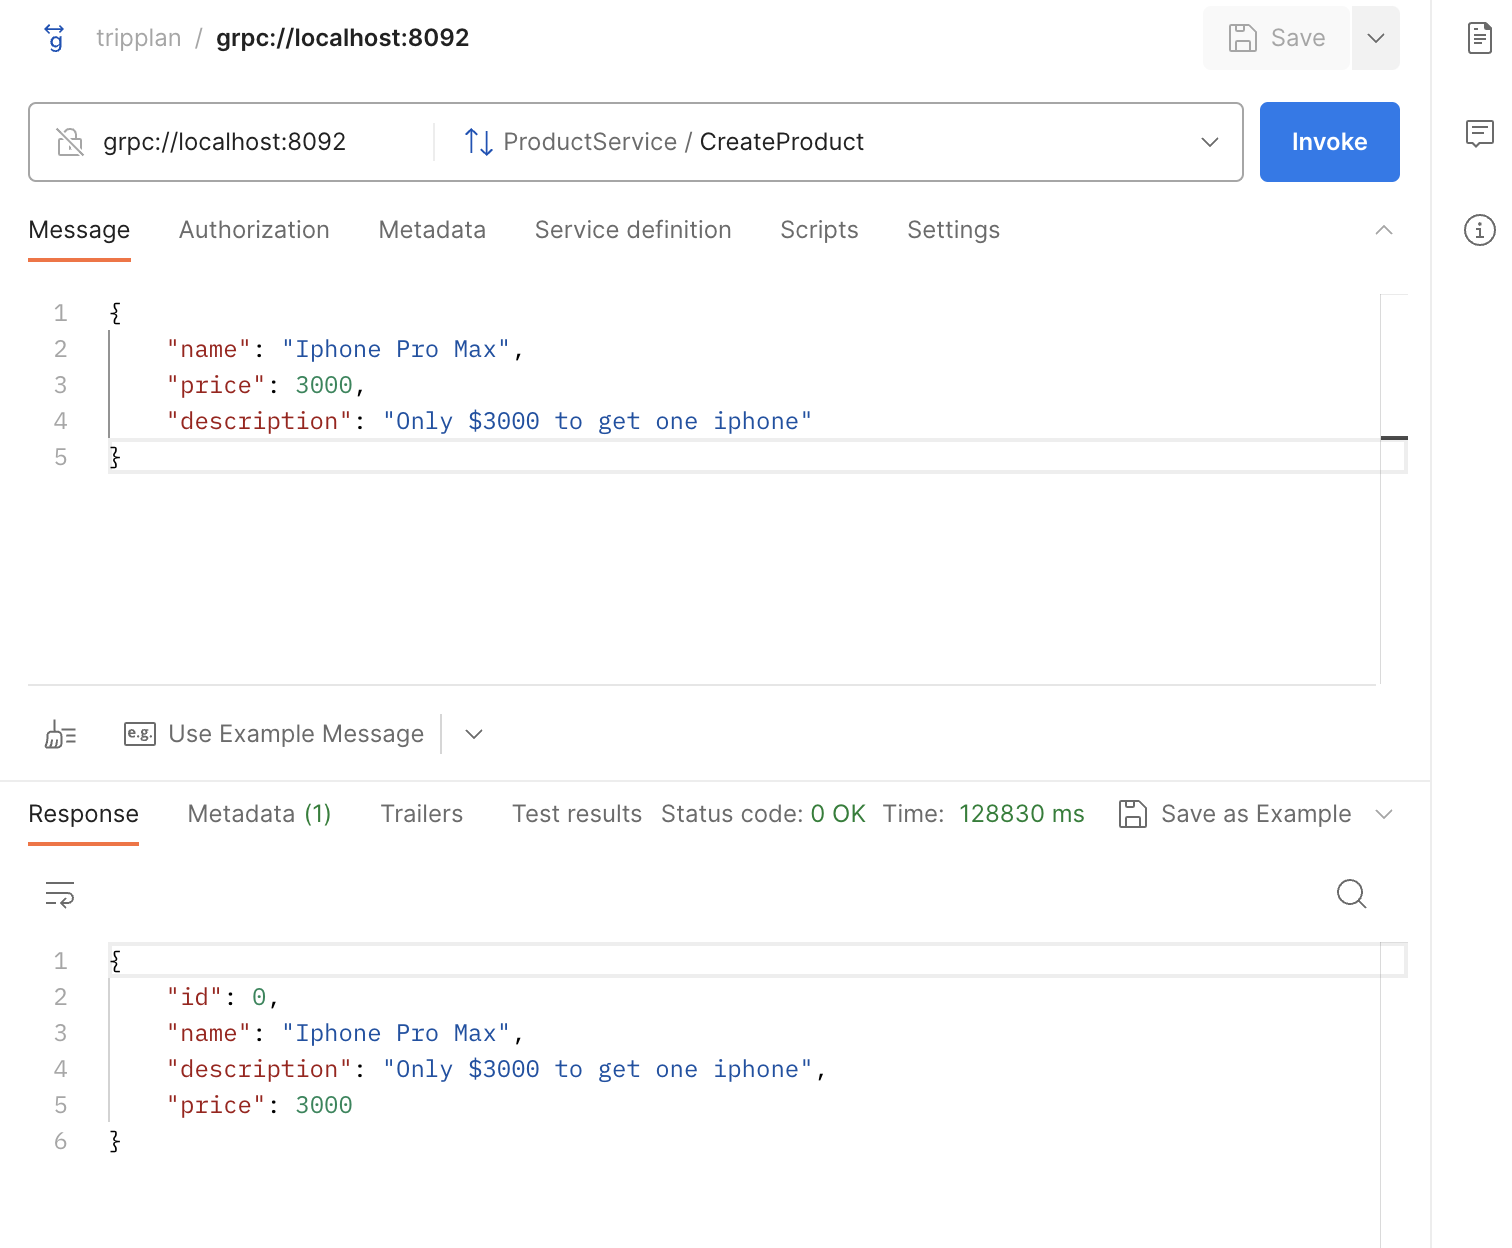 g tripplan / grpc://localhost:8092 Save
grpc://localhost:8092 ProductService / CreateProduct Invoke
Message Authorization Metadata Service definition Scripts Settings
1 {
2 "name": "Iphone Pro Max",
3 "price": 3000,
4 "description": "Only $3000 to get one iphone"
5 }
e.g. Use Example Message
Response Metadata (1) Trailers Test results Status code: 0 OK Time: 128830 ms Save as Example
1 {
2 "id": 0,
3 "name": "Iphone Pro Max",
4 "description": "Only $3000 to get one iphone",
5 "price": 3000
6 }